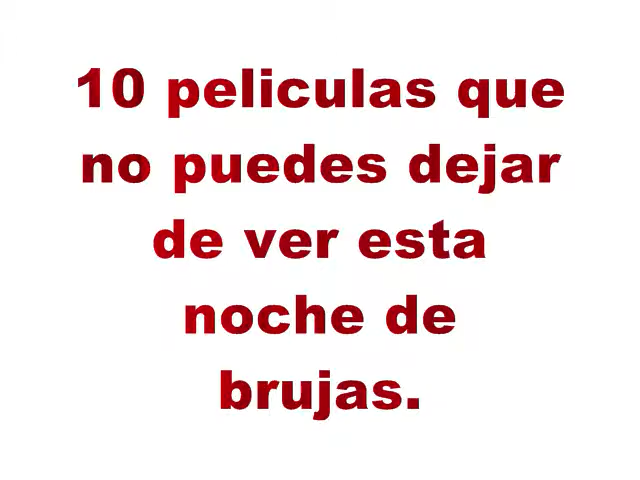 10 peliculas que
no puedes dejar
de ver esta
noche de
brujas.